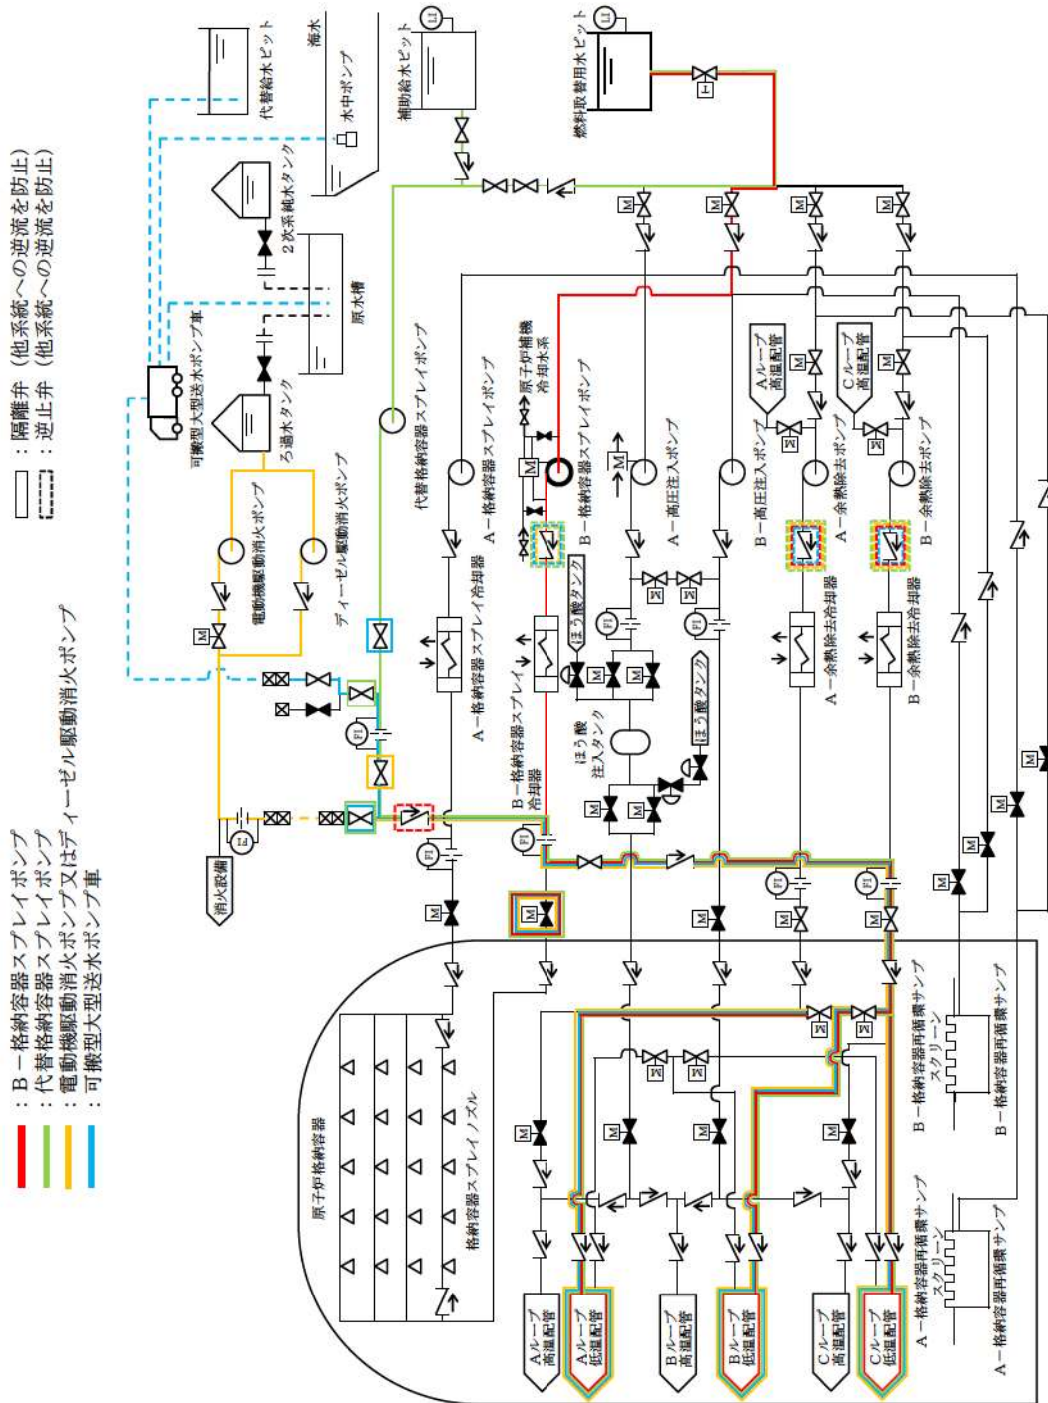 ：Ｂ－格納容器スプレイポンプ
：代替格納容器スプレイポンプ
：電動機駆動消火ポンプ又はディーゼル駆動消火ポンプ
：可搬型大型送水ポンプ車
：隔離弁（他系統への逆流を防止）
：逆止弁（他系統への逆流を防止）
可搬型大型送水ポンプ車
代替給水ピット
海水
水中ポンプ
２次系純水タンク
原水槽
ろ過水タンク
電動機駆動消火ポンプ
ディーゼル駆動消火ポンプ
消火設備
補助給水ピット
燃料取替用水ピット
LI
LI
代替格納容器スプレイポンプ
Ａ－格納容器スプレイポンプ
原子炉補機
冷却水系
Ｂ－格納容器スプレイポンプ
Ａ－高圧注入ポンプ
Ｂ－高圧注入ポンプ
Ａ－余熱除去ポンプ
Ｂ－余熱除去ポンプ
Ａループ
高温配管
Ｃループ
高温配管
Ａ－格納容器スプレイ冷却器
Ｂ－格納容器スプレイ
冷却器
ほう酸タンク
ほう酸
注入タンク
ほう酸タンク
Ａ－余熱除去冷却器
Ｂ－余熱除去冷却器
原子炉格納容器
格納容器スプレイノズル
Ａループ
高温配管
Ａループ
低温配管
Ｂループ
高温配管
Ｂループ
低温配管
Ｃループ
高温配管
Ｃループ
低温配管
Ｂ－格納容器再循環サンプ
スクリーン
Ｂ－格納容器再循環サンプ
Ａ－格納容器再循環サンプ
スクリーン
Ａ－格納容器再循環サンプ